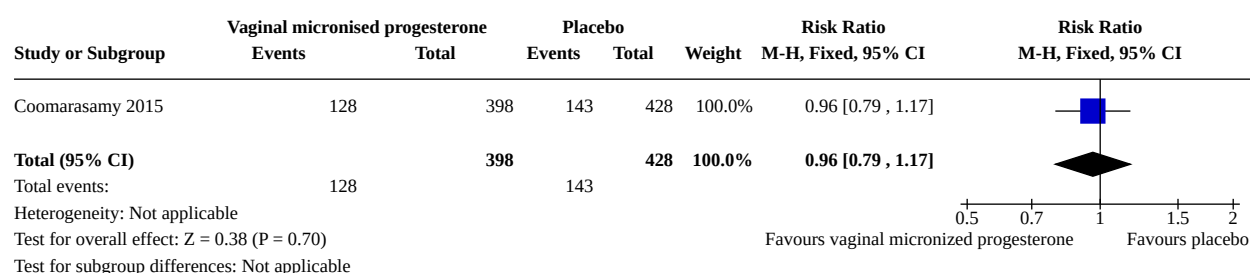 Vaginal micronised progesterone Placebo Risk Ratio Risk Ratio
Study or Subgroup Events Total Events Total Weight M-H, Fixed, 95% CI M-H, Fixed, 95% CI
Coomarasamy 2015 128 398 143 428 100.0% 0.96 [0.79 , 1.17]
Total (95% CI) 398 428 100.0% 0.96 [0.79 , 1.17]
Total events: 128 143
Heterogeneity: Not applicable 0.5 0.7 1 1.5 2
Test for overall effect: Z = 0.38 (P = 0.70) Favours vaginal micronized progesterone Favours placebo
Test for subgroup differences: Not applicable